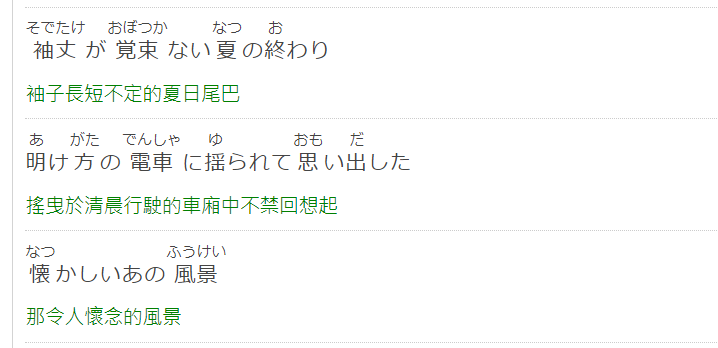 そでたけ おぼつか なつ お
袖丈が覚束ない夏の終わり
袖子長短不定的夏日尾巴
あ がた でんしゃ ゆ おも だ
明け方の電車に揺られて思い出した
搖曳於清晨行駛的車廂中不禁回想起
なつ ふうけい
懐かしいあの風景
那令人懷念的風景